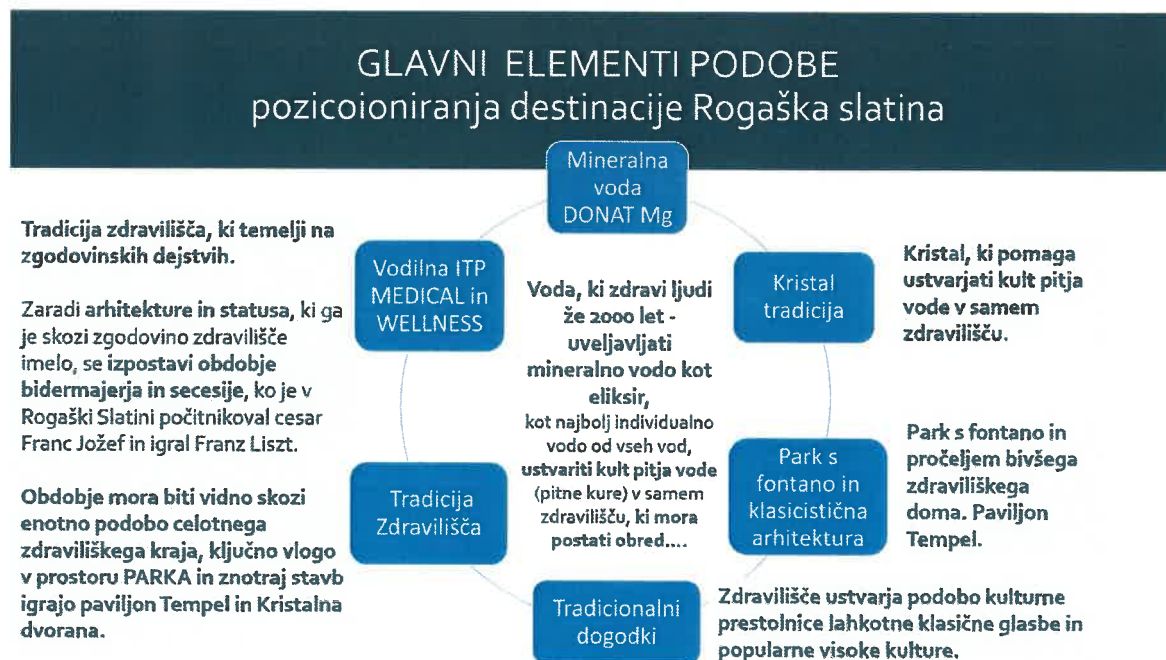 GLAVNI ELEMENTI PODOBE
pozicoioniranja destinacije Rogaška slatina
Mineralna
voda
DONAT Mg
Tradicija zdravilišča, ki temelji na
zgodovinskih dejstvih.
Zaradi arhitekture in statusa, ki ga
je skozi zgodovino zdravilišče
imelo, se izpostavi obdobje
bidermajerja in secesije, ko je v
Rogaški Slatini počitnikoval cesar
Franc Jožef in igral Franz Liszt.
Obdobje mora biti vidno skozi
enotno podobo celotnega
zdraviliškega kraja, ključno vlogo
v prostoru PARKA in znotraj stavb
igrajo paviljon Tempel in Kristalna
dvorana.
Vodilna ITP
MEDICAL in
WELLNESS
Tradicija
Zdravilišča
Voda, ki zdravi ljudi
že 2000 let -
uveljavljati
mineralno vodo kot
eliksir,
kot najbolj individualno
vodo od vseh vod,
ustvariti kult pitja vode
(pitne kure) v samem
zdravilišču, ki mora
postati obred....
Kristal
tradicija
Kristal, ki pomaga
ustvarjati kult pitja
vode v samem
zdravilišču.
Park s
fontano in
klasicistična
arhitektura
Park s fontano in
pročeljem bivšega
zdraviliškega
doma. Paviljon
Tempel.
Tradicionalni
dogodki
Zdravilišče ustvarja podobo kulturne
prestolnice lahkotne klasične glasbe in
popularne visoke kulture.